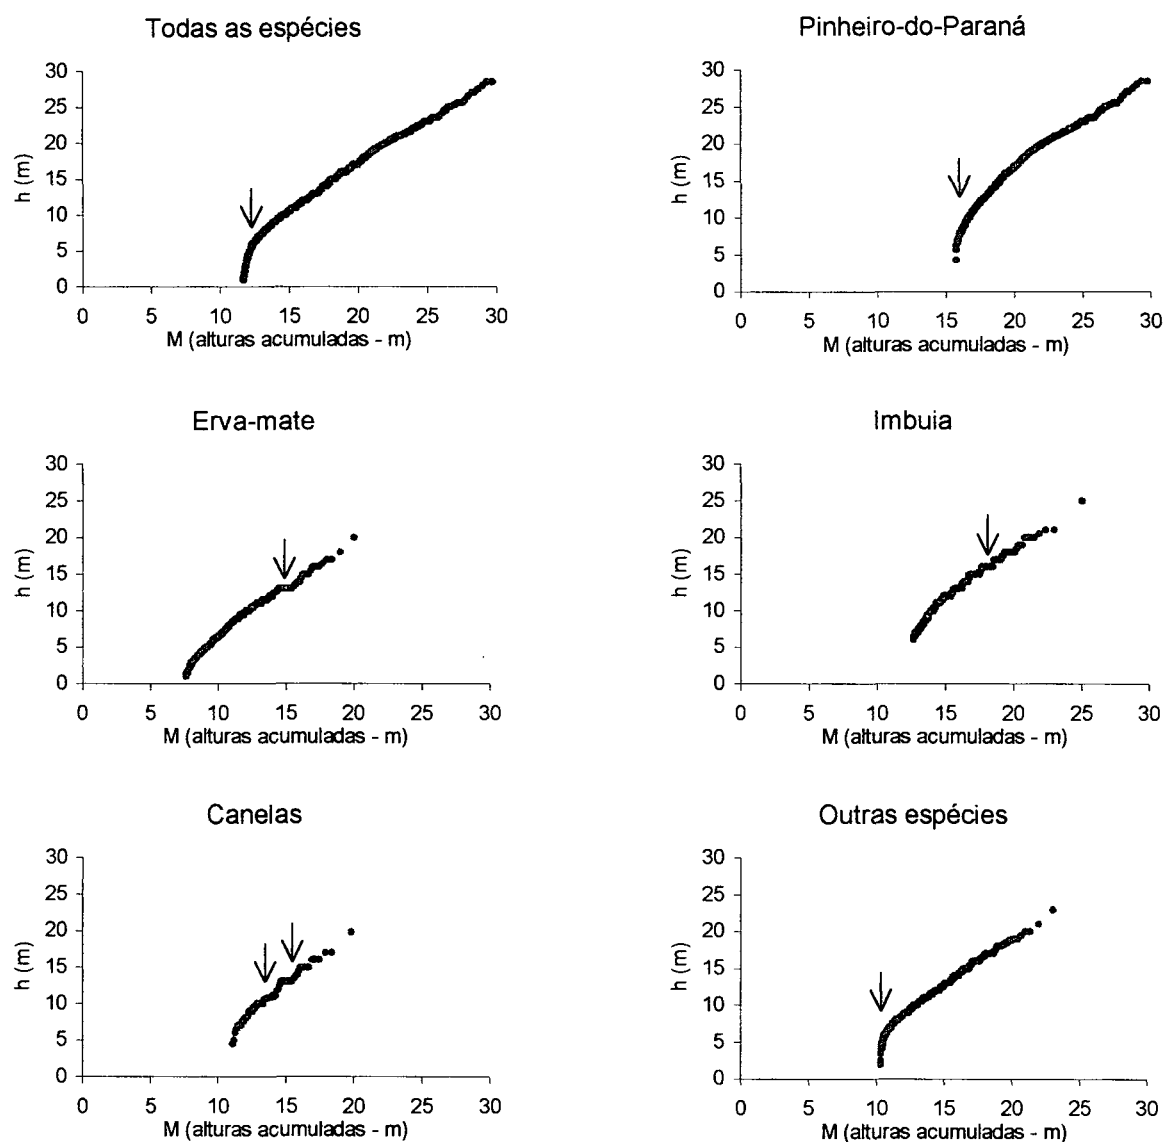 Todas as espécies
30
25
20
15
10
5
0
h (m)
0 5 10 15 20 25 30
M (alturas acumuladas - m)
Pinheiro-do-Paraná
30
25
20
15
10
5
0
h (m)
0 5 10 15 20 25 30
M (alturas acumuladas - m)
Erva-mate
30
25
20
15
10
5
0
h (m)
0 5 10 15 20 25 30
M (alturas acumuladas - m)
Imbuia
30
25
20
15
10
5
0
h (m)
0 5 10 15 20 25 30
M (alturas acumuladas - m)
Canelas
30
25
20
15
10
5
0
h (m)
0 5 10 15 20 25 30
M (alturas acumuladas - m)
Outras espécies
30
25
20
15
10
5
0
h (m)
0 5 10 15 20 25 30
M (alturas acumuladas - m)